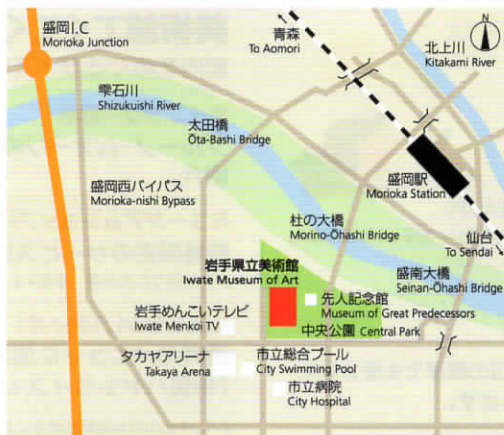 盛岡I.C
Morioka Junction
青森
To Aomori
N
北上川
Kitakami River
雫石川
Shizukuishi River
太田橋
Ōta-Bashi Bridge
盛岡駅
Morioka Station
盛岡西バイパス
Morioka-nishi Bypass
杜の大橋
Morino-Ōhashi Bridge
仙台
To Sendai
盛南大橋
Seinan-Ōhashi Bridge
岩手県立美術館
Iwate Museum of Art
先人記念館
Museum of Great Predecessors
岩手めんこいテレビ
Iwate Menkoi TV
中央公園 Central Park
タカヤアリーナ
Takaya Arena
市立総合プール
City Swimming Pool
市立病院
City Hospital